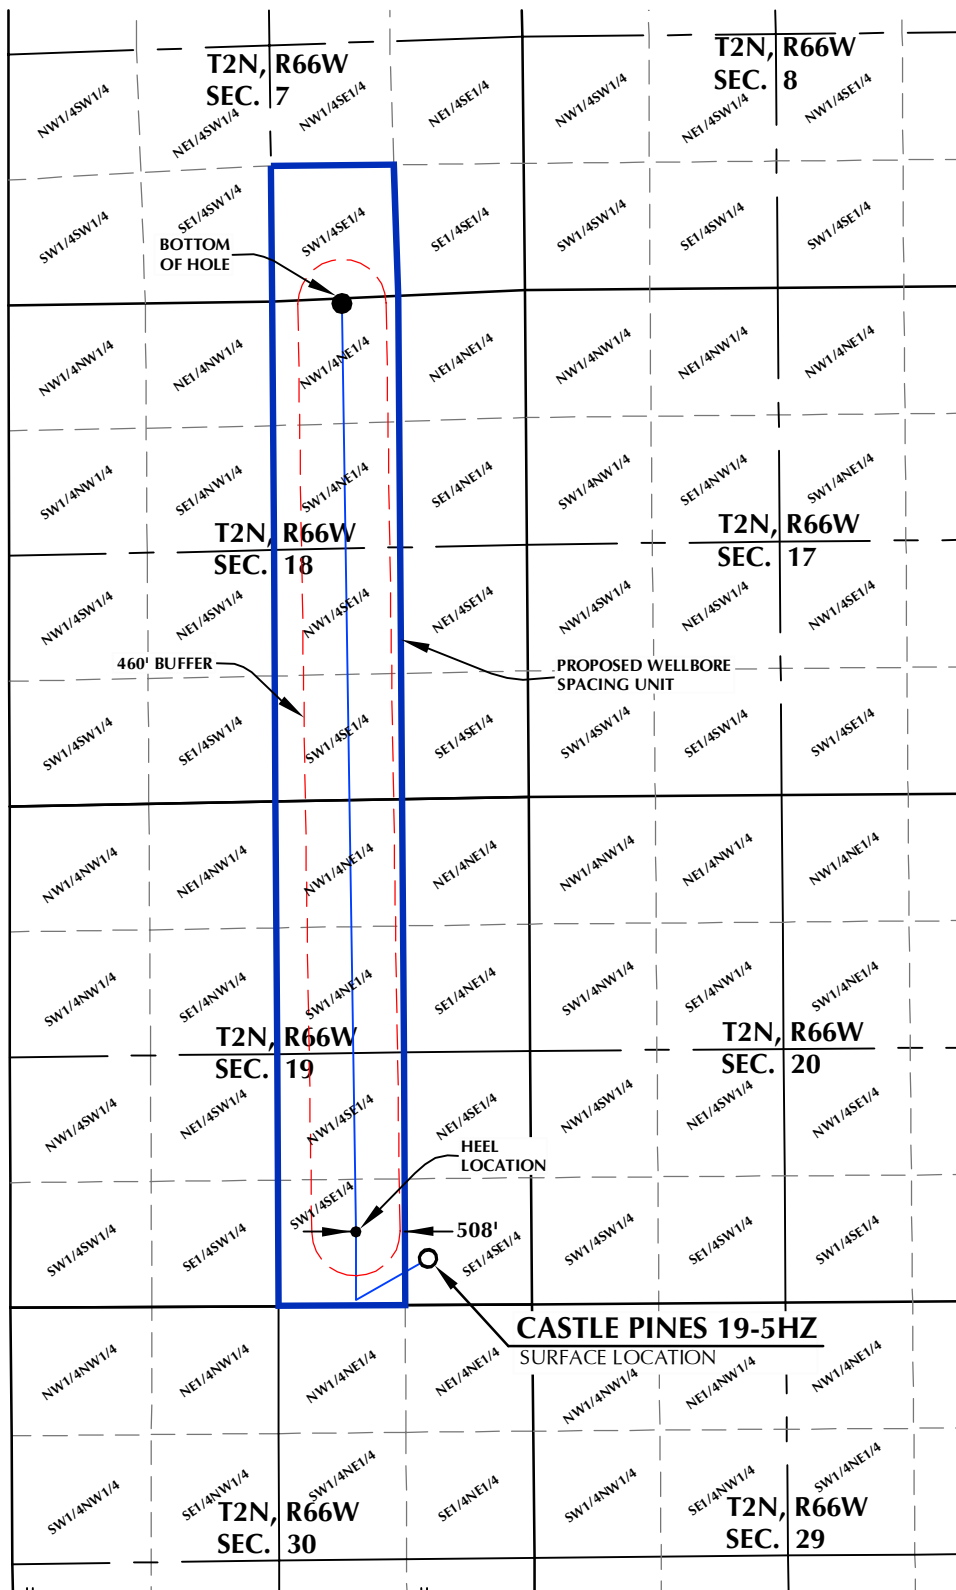 T2N, R66W
SEC. 7
T2N, R66W
SEC. 8
NW1/4SW1/4
NE1/4SW1/4
NW1/4SE1/4
NE1/4SE1/4
NW1/4SW1/4
NE1/4SW1/4
NW1/4SE1/4
SW1/4SW1/4
SE1/4SW1/4
SW1/4SE1/4
SE1/4SE1/4
SW1/4SW1/4
SE1/4SW1/4
SW1/4SE1/4
BOTTOM
OF HOLE
NW1/4NW1/4
NE1/4NW1/4
NW1/4NE1/4
NE1/4NE1/4
NW1/4NW1/4
NE1/4NW1/4
NW1/4NE1/4
SW1/4NW1/4
SE1/4NW1/4
SW1/4NE1/4
SE1/4NE1/4
SW1/4NW1/4
SE1/4NW1/4
SW1/4NE1/4
T2N, R66W
SEC. 18
T2N, R66W
SEC. 17
NW1/4SW1/4
NE1/4SW1/4
NW1/4SE1/4
NE1/4SE1/4
NW1/4SW1/4
NE1/4SW1/4
NW1/4SE1/4
460' BUFFER
PROPOSED WELLBORE
SPACING UNIT
SW1/4SW1/4
SE1/4SW1/4
SW1/4SE1/4
SE1/4SE1/4
SW1/4SW1/4
SE1/4SW1/4
SW1/4SE1/4
NW1/4NW1/4
NE1/4NW1/4
NW1/4NE1/4
NE1/4NE1/4
NW1/4NW1/4
NE1/4NW1/4
NW1/4NE1/4
SW1/4NW1/4
SE1/4NW1/4
SW1/4NE1/4
SE1/4NE1/4
SW1/4NW1/4
SE1/4NW1/4
SW1/4NE1/4
T2N, R66W
SEC. 19
T2N, R66W
SEC. 20
NW1/4SW1/4
NE1/4SW1/4
NW1/4SE1/4
NE1/4SE1/4
NW1/4SW1/4
NE1/4SW1/4
NW1/4SE1/4
HEEL
LOCATION
SW1/4SW1/4
SE1/4SW1/4
SW1/4SE1/4
508'
SE1/4SE1/4
SW1/4SW1/4
SE1/4SW1/4
SW1/4SE1/4
CASTLE PINES 19-5HZ
SURFACE LOCATION
NW1/4NW1/4
NE1/4NW1/4
NW1/4NE1/4
NE1/4NE1/4
NW1/4NW1/4
NE1/4NW1/4
NW1/4NE1/4
SW1/4NW1/4
SE1/4NW1/4
SW1/4NE1/4
SE1/4NE1/4
SW1/4NW1/4
SE1/4NW1/4
SW1/4NE1/4
T2N, R66W
SEC. 30
T2N, R66W
SEC. 29